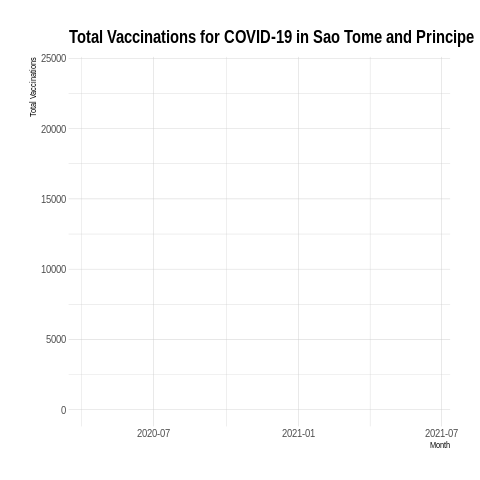 Total Vaccinations for COVID-19 in Sao Tome and Principe
Total Vaccinations
25000
20000
15000
10000
5000
0
2020-07 2021-01 2021-07
Month